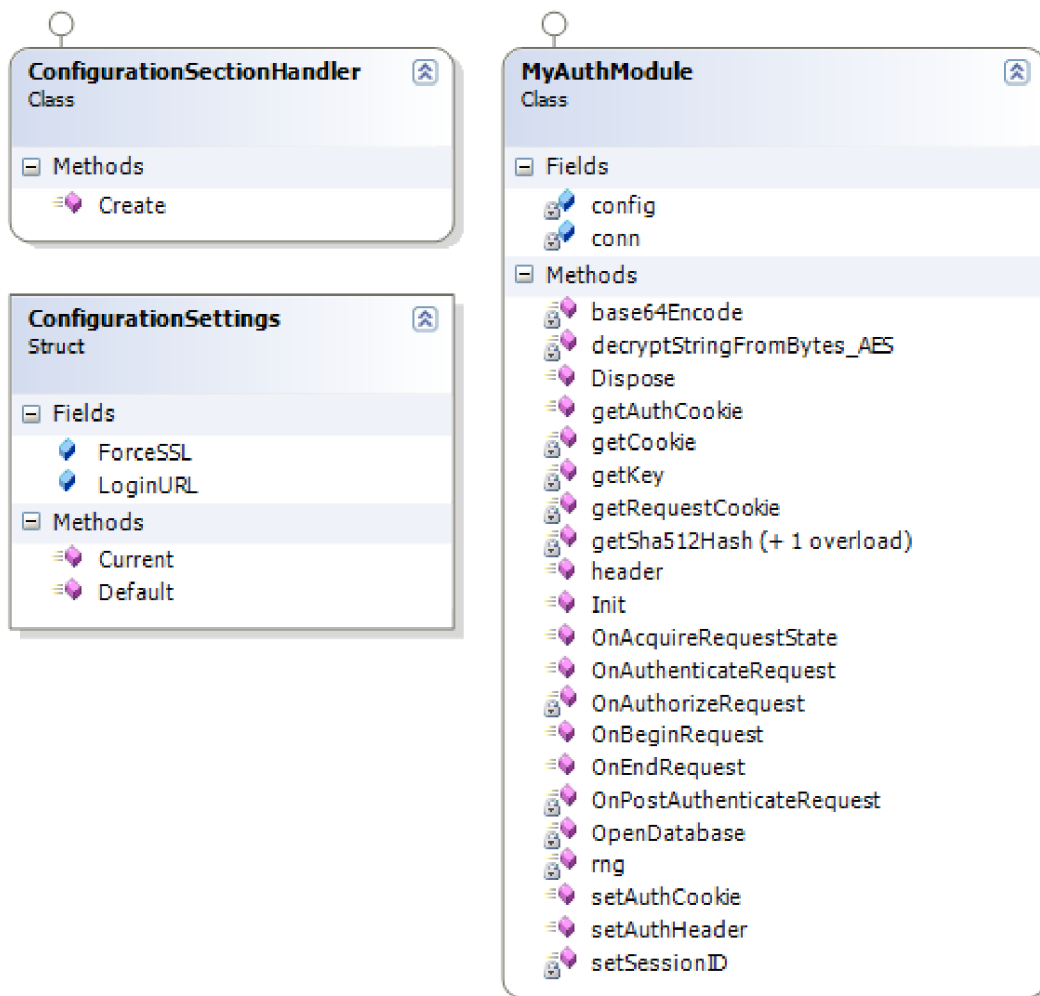 ConfigurationSectionHandler
Class
Methods
Create
ConfigurationSettings
Struct
Fields
ForceSSL
LoginURL
Methods
Current
Default
MyAuthModule
Class
Fields
config
conn
Methods
base64Encode
decryptStringFromBytes_AES
Dispose
getAuthCookie
getCookie
getKey
getRequestCookie
getSha512Hash (+ 1 overload)
header
Init
OnAcquireRequestState
OnAuthenticateRequest
OnAuthorizeRequest
OnBeginRequest
OnEndRequest
OnPostAuthenticateRequest
OpenDatabase
rng
setAuthCookie
setAuthHeader
setSessionID